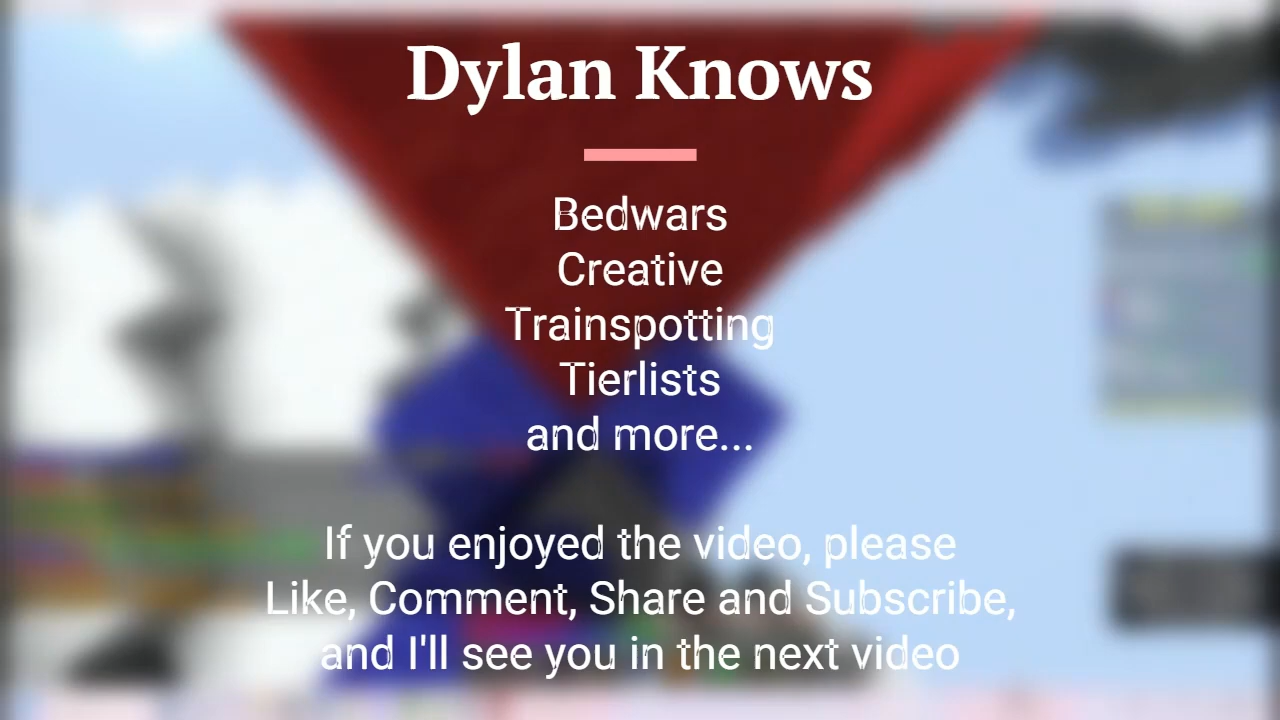 Dylan Knows
Bedwars
Creative
Trainspotting
Tierlists
and more...
If you enjoyed the video, please
Like, Comment, Share and Subscribe,
and I'll see you in the next video